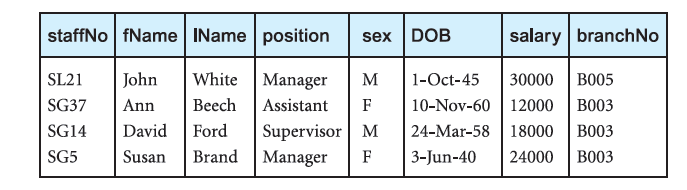 staffNo fName lName position sex DOB salary branchNo
SL21 John White Manager M 1-Oct-45 30000 B005
SG37 Ann Beech Assistant F 10-Nov-60 12000 B003
SG14 David Ford Supervisor M 24-Mar-58 18000 B003
SG5 Susan Brand Manager F 3-Jun-40 24000 B003